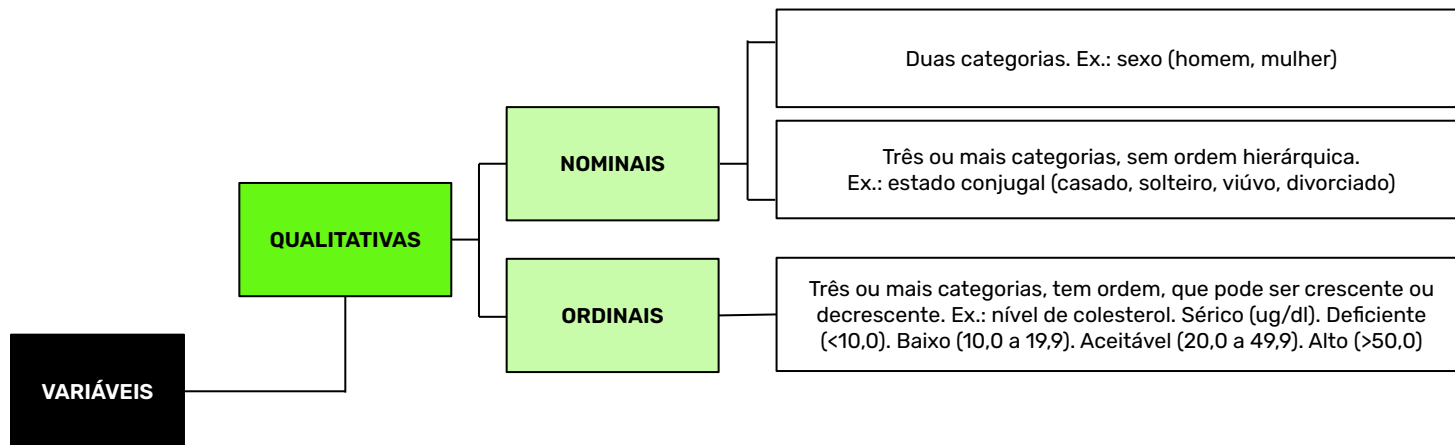 Duas categorias. Ex.: sexo (homem, mulher)
NOMINAIS
Três ou mais categorias, sem ordem hierárquica.
Ex.: estado conjugal (casado, solteiro, viúvo, divorciado)
QUALITATIVAS
ORDINAIS
Três ou mais categorias, tem ordem, que pode ser crescente ou
decrescente. Ex.: nível de colesterol. Sérico (ug/dl). Deficiente
(<10,0). Baixo (10,0 a 19,9). Aceitável (20,0 a 49,9). Alto (>50,0)
VARIÁVEIS